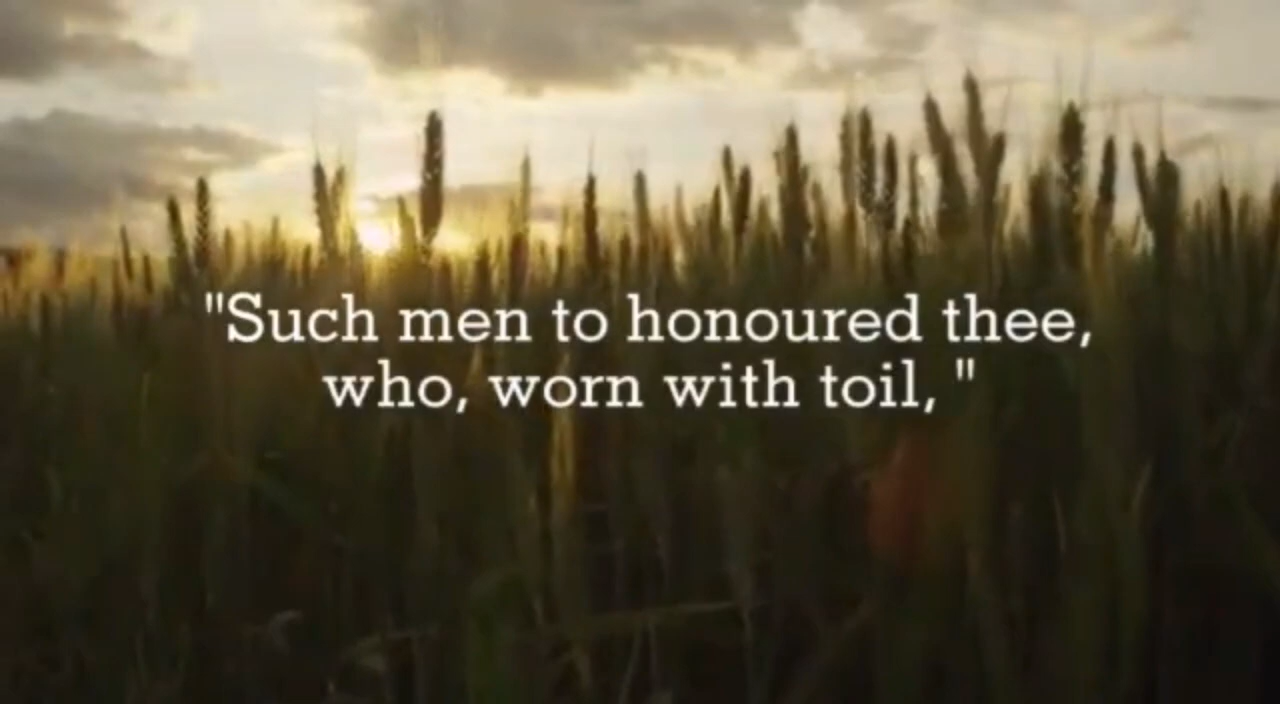 "Such men to honoured thee,
who, worn with toil, "